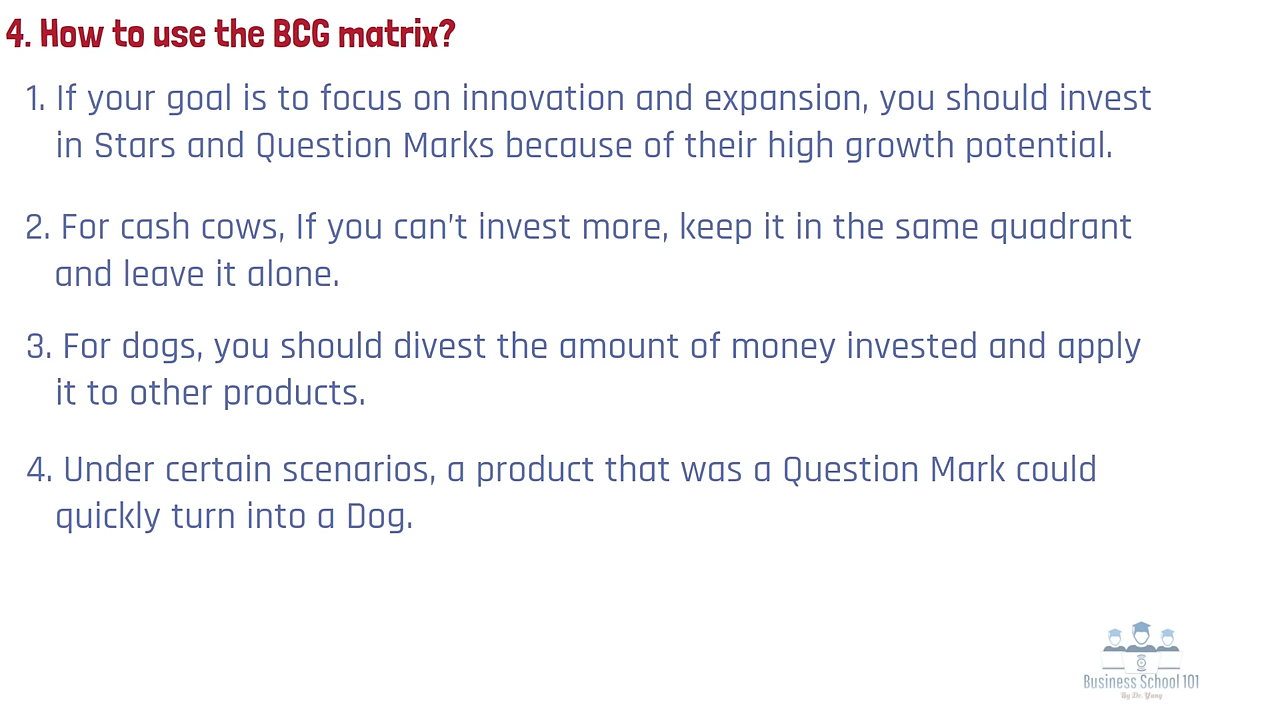 4. How to use the BCG matrix?
1. If your goal is to focus on innovation and expansion, you should invest
in Stars and Question Marks because of their high growth potential.
2. For cash cows, If you can't invest more, keep it in the same quadrant
and leave it alone.
3. For dogs, you should divest the amount of money invested and apply
it to other products.
4. Under certain scenarios, a product that was a Question Mark could
quickly turn into a Dog.
Business School 101
By Dr. Yang